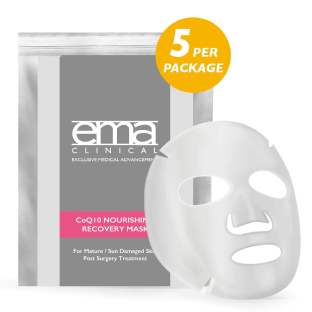 5 PER
PACKAGE
ema
CLINICAL
EXCLUSIVE MEDICAL ADVANCEMEN
CoQ10 NOURISHIN
RECOVERY MASK
For Mature / Sun Damaged Sk
Post Surgery Treatment